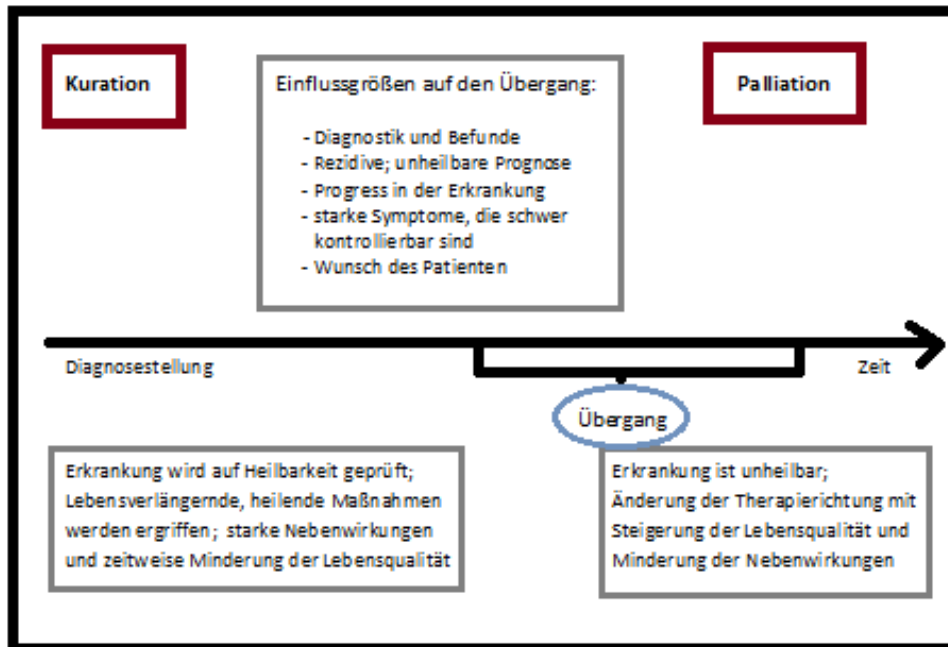 Kuration
Einflussgrößen auf den Übergang:
Palliation
- Diagnostik und Befunde
- Rezidive; unheilbare Prognose
- Progress in der Erkrankung
- starke Symptome, die schwer
kontrollierbar sind
- Wunsch des Patienten
Diagnosestellung
Zeit
Übergang
Erkrankung wird auf Heilbarkeit geprüft;
Lebensverlängernde, heilende Maßnahmen
werden ergriffen; starke Nebenwirkungen
und zeitweise Minderung der Lebensqualität
Erkrankung ist unheilbar;
Änderung der Therapierichtung mit
Steigerung der Lebensqualität und
Minderung der Nebenwirkungen